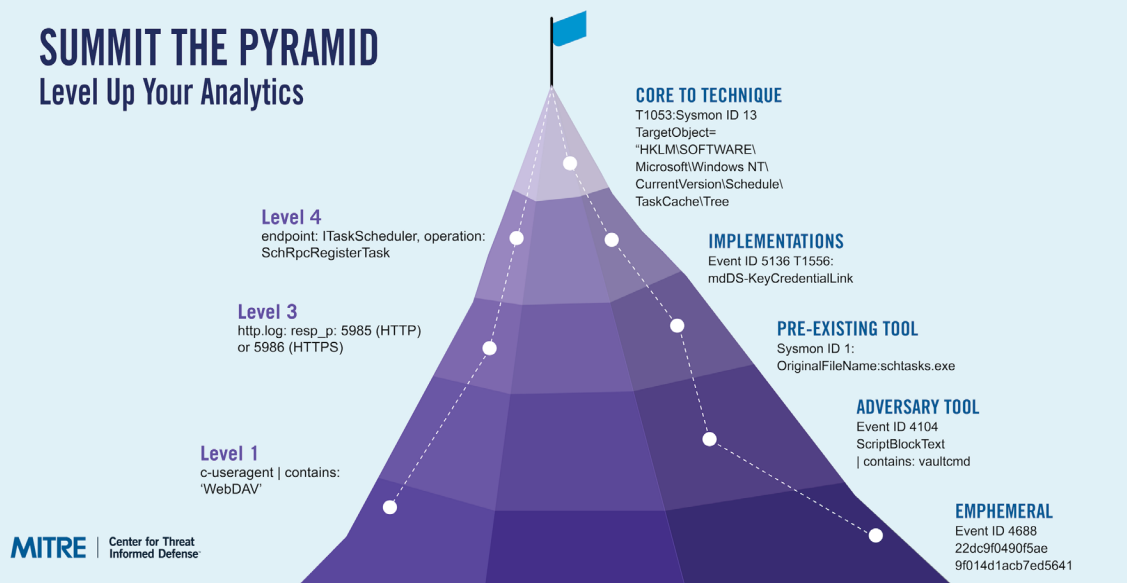 SUMMIT THE PYRAMID
Level Up Your Analytics
CORE TO TECHNIQUE
T1053:Sysmon ID 13
TargetObject=
“HKLM\SOFTWARE\
Microsoft\Windows NT\
CurrentVersion\Schedule\
TaskCache\Tree
Level 4
endpoint: ITaskScheduler, operation:
SchRpcRegisterTask
IMPLEMENTATIONS
Event ID 5136 T1556:
mdDS-KeyCredentialLink
Level 3
http.log: resp_p: 5985 (HTTP)
or 5986 (HTTPS)
PRE-EXISTING TOOL
Sysmon ID 1:
OriginalFileName:schtasks.exe
ADVERSARY TOOL
Event ID 4104
ScriptBlockText
| contains: vaultcmd
Level 1
c-useragent | contains:
‘WebDAV’
EMPHEMERAL
Event ID 4688
22dc9f0490f5ae
9f014d1acb7ed5641
MITRE | Center for Threat
Informed Defense